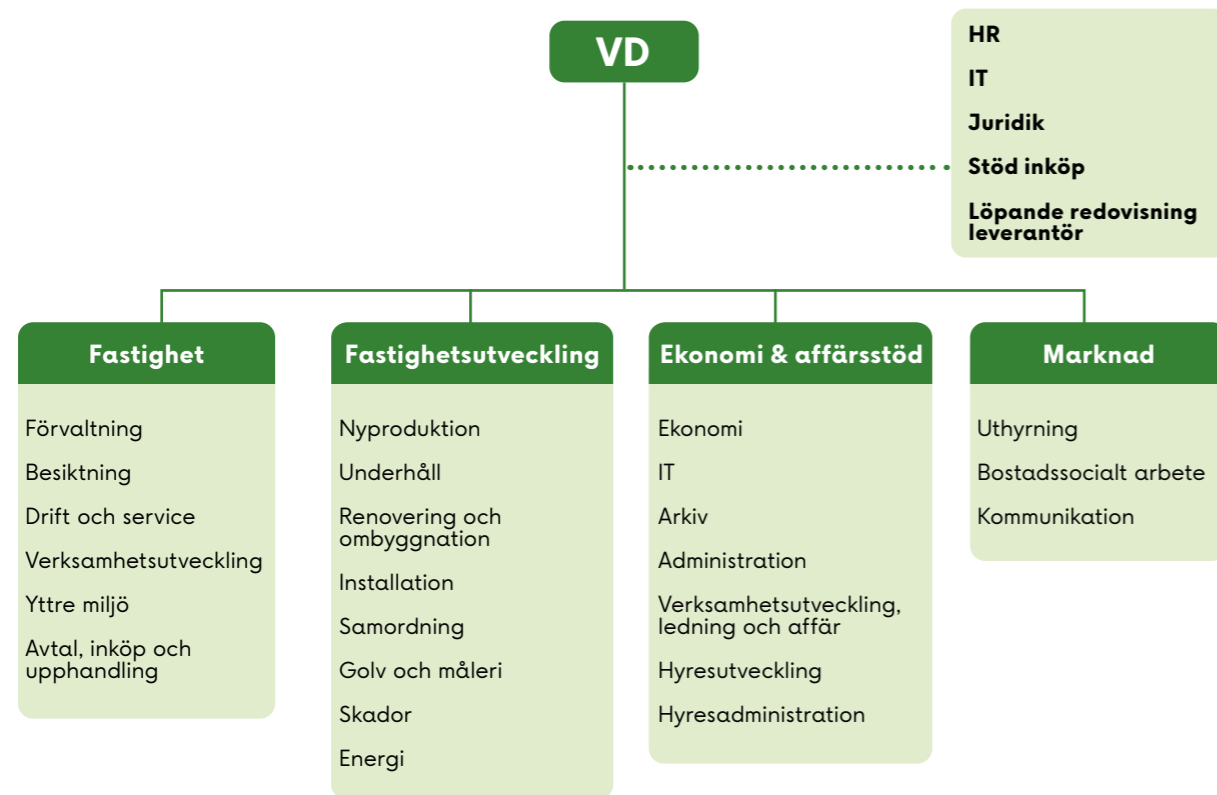 VD
HR
IT
Juridik
Stöd inköp
Löpande redovisning
leverantör
Fastighet
Förvaltning
Besiktning
Drift och service
Verksamhetsutveckling
Yttre miljö
Avtal, inköp och
upphandling
Fastighetsutveckling
Nyproduktion
Underhåll
Renovering och
ombyggnation
Installation
Samordning
Golv och måleri
Skador
Energi
Ekonomi & affärsstöd
Ekonomi
IT
Arkiv
Administration
Verksamhetsutveckling,
ledning och affär
Hyresutveckling
Hyresadministration
Marknad
Uthyrning
Bostadssocialt arbete
Kommunikation